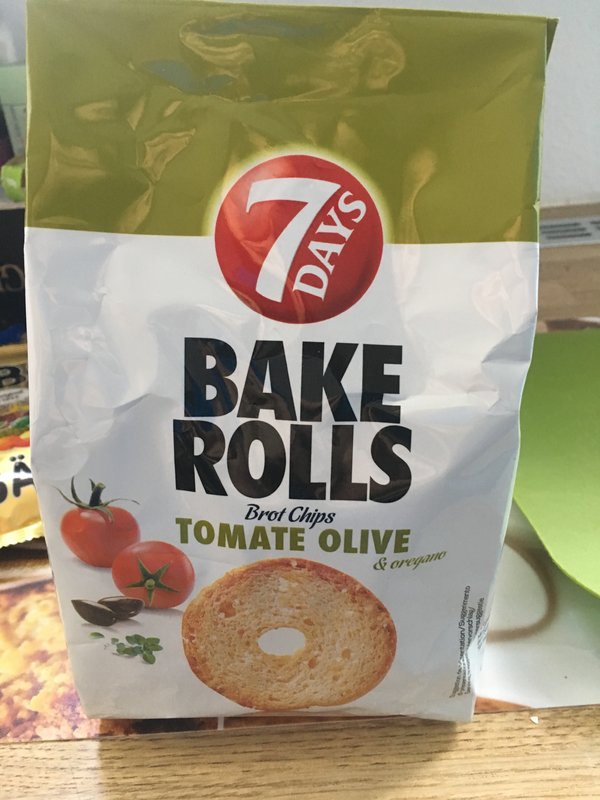 7
DAYS
BAKE
ROLLS
Brot Chips
TOMATE OLIVE
& oregano